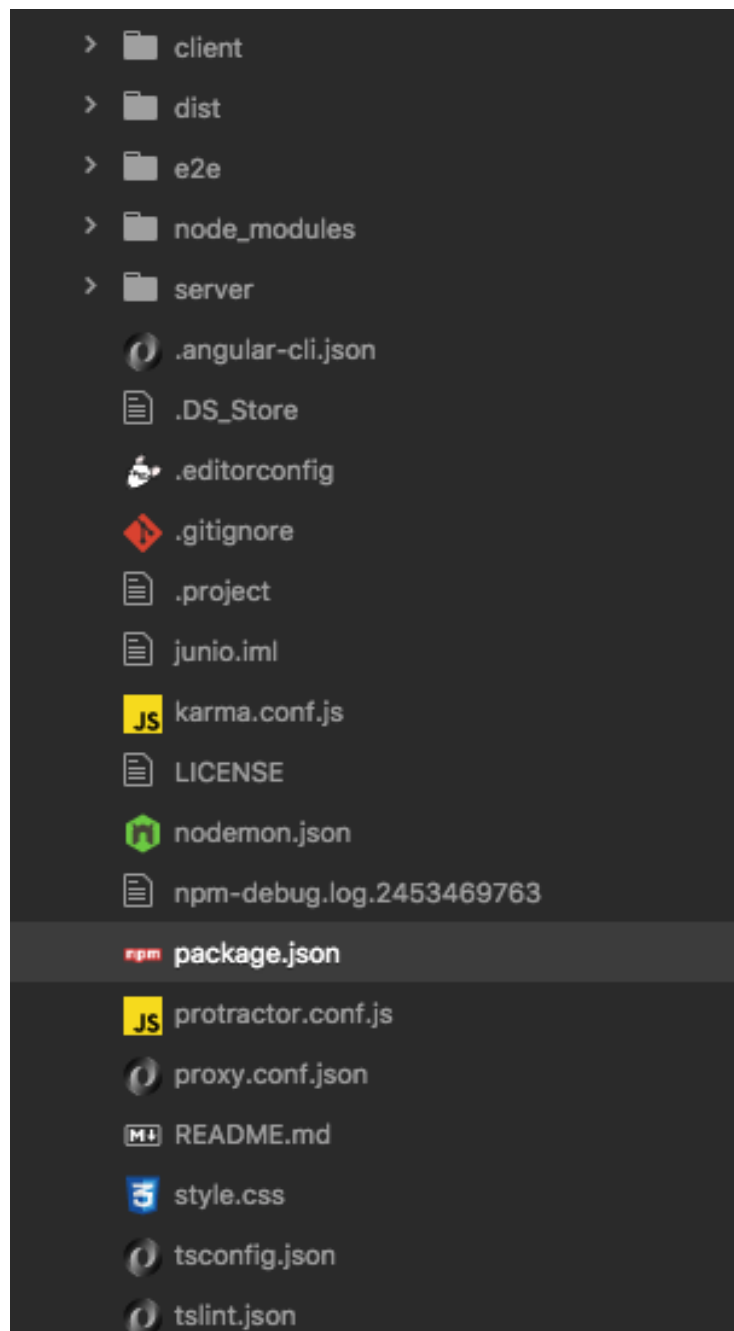 client
dist
e2e
node_modules
server
.angular-cli.json
.DS_Store
.editorconfig
.gitignore
.project
junio.iml
JS karma.conf.js
LICENSE
nodemon.json
npm-debug.log.2453469763
npm package.json
JS protractor.conf.js
proxy.conf.json
M README.md
3 style.css
tsconfig.json
tslint.json